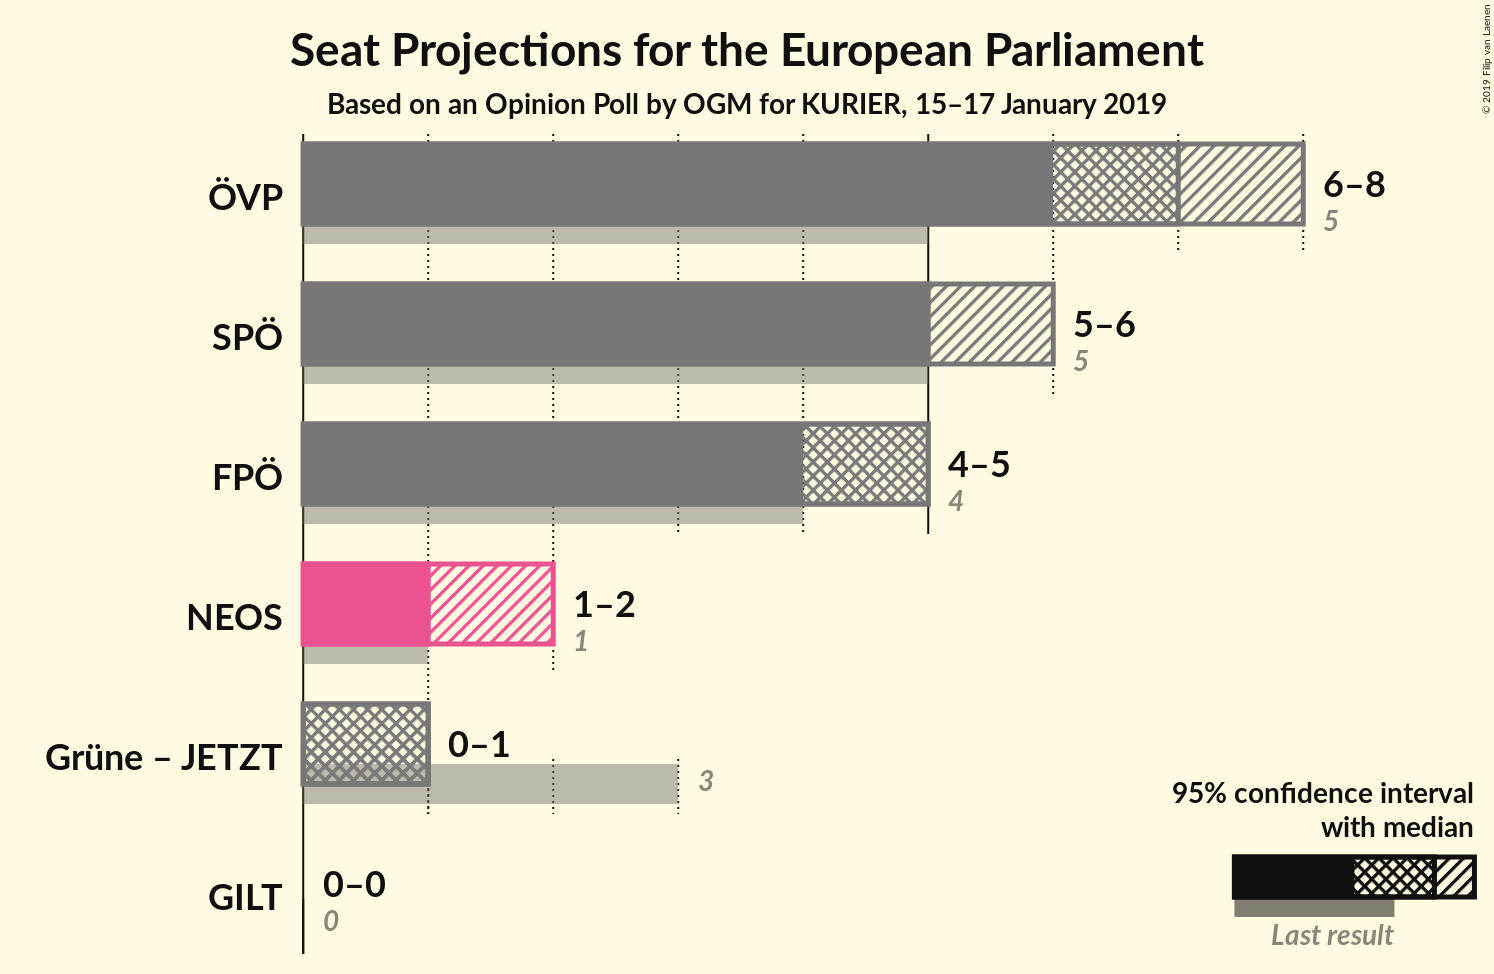 Seat Projections for the European Parliament
Based on an Opinion Poll by OGM for KURIER, 15–17 January 2019
© 2019 Filip van Laenen
ÖVP
6–8
5
SPÖ
5–6
5
FPÖ
4–5
4
NEOS
1–2
1
Grüne – JETZT
0–1
3
GILT
0–0
0
95% confidence interval
with median
Last result